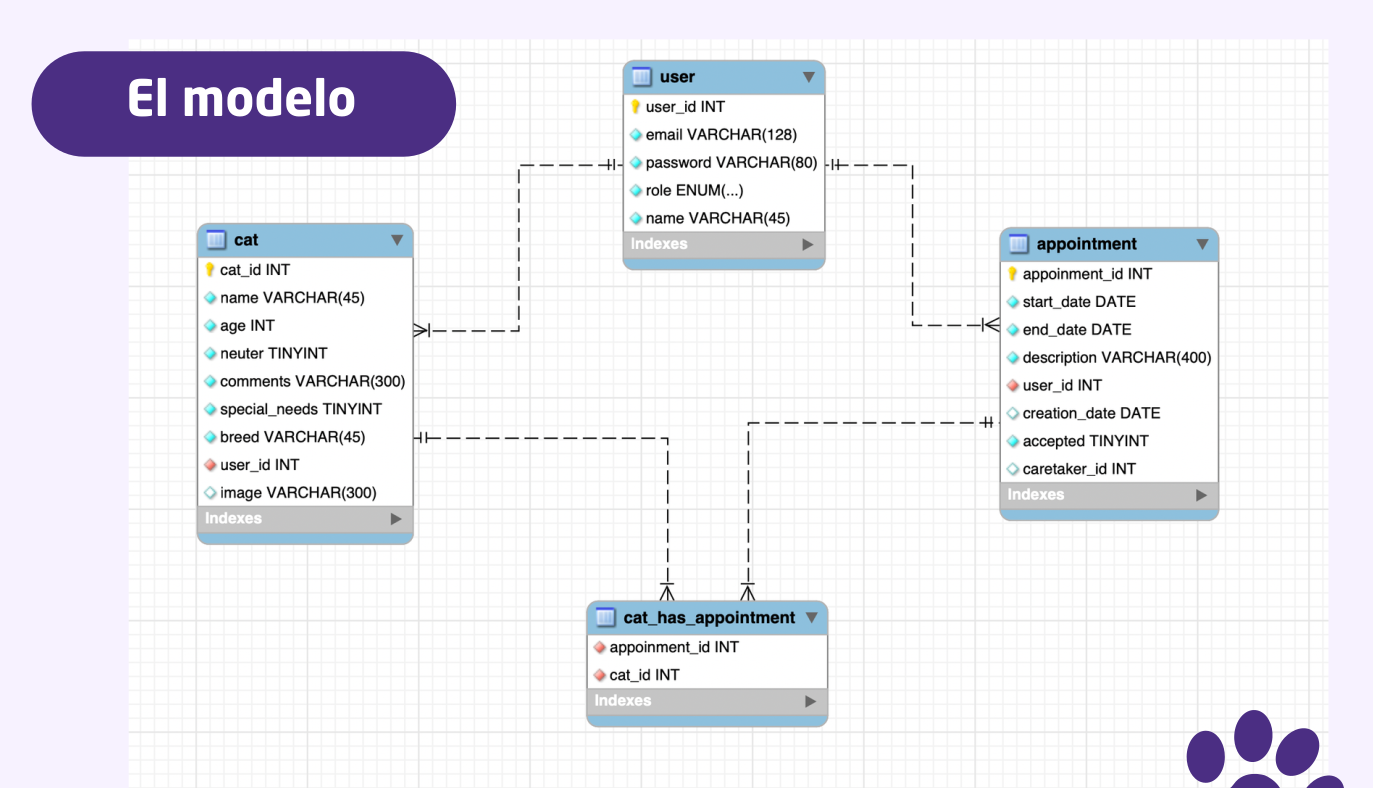 El modelo
user
user_id INT
email VARCHAR(128)
password VARCHAR(80)
role ENUM(...)
name VARCHAR(45)
Indexes
cat
cat_id INT
name VARCHAR(45)
age INT
neuter TINYINT
comments VARCHAR(300)
special_needs TINYINT
breed VARCHAR(45)
user_id INT
image VARCHAR(300)
Indexes
appointment
appoinment_id INT
start_date DATE
end_date DATE
description VARCHAR(400)
user_id INT
creation_date DATE
accepted TINYINT
caretaker_id INT
Indexes
cat_has_appointment
appoinment_id INT
cat_id INT
Indexes